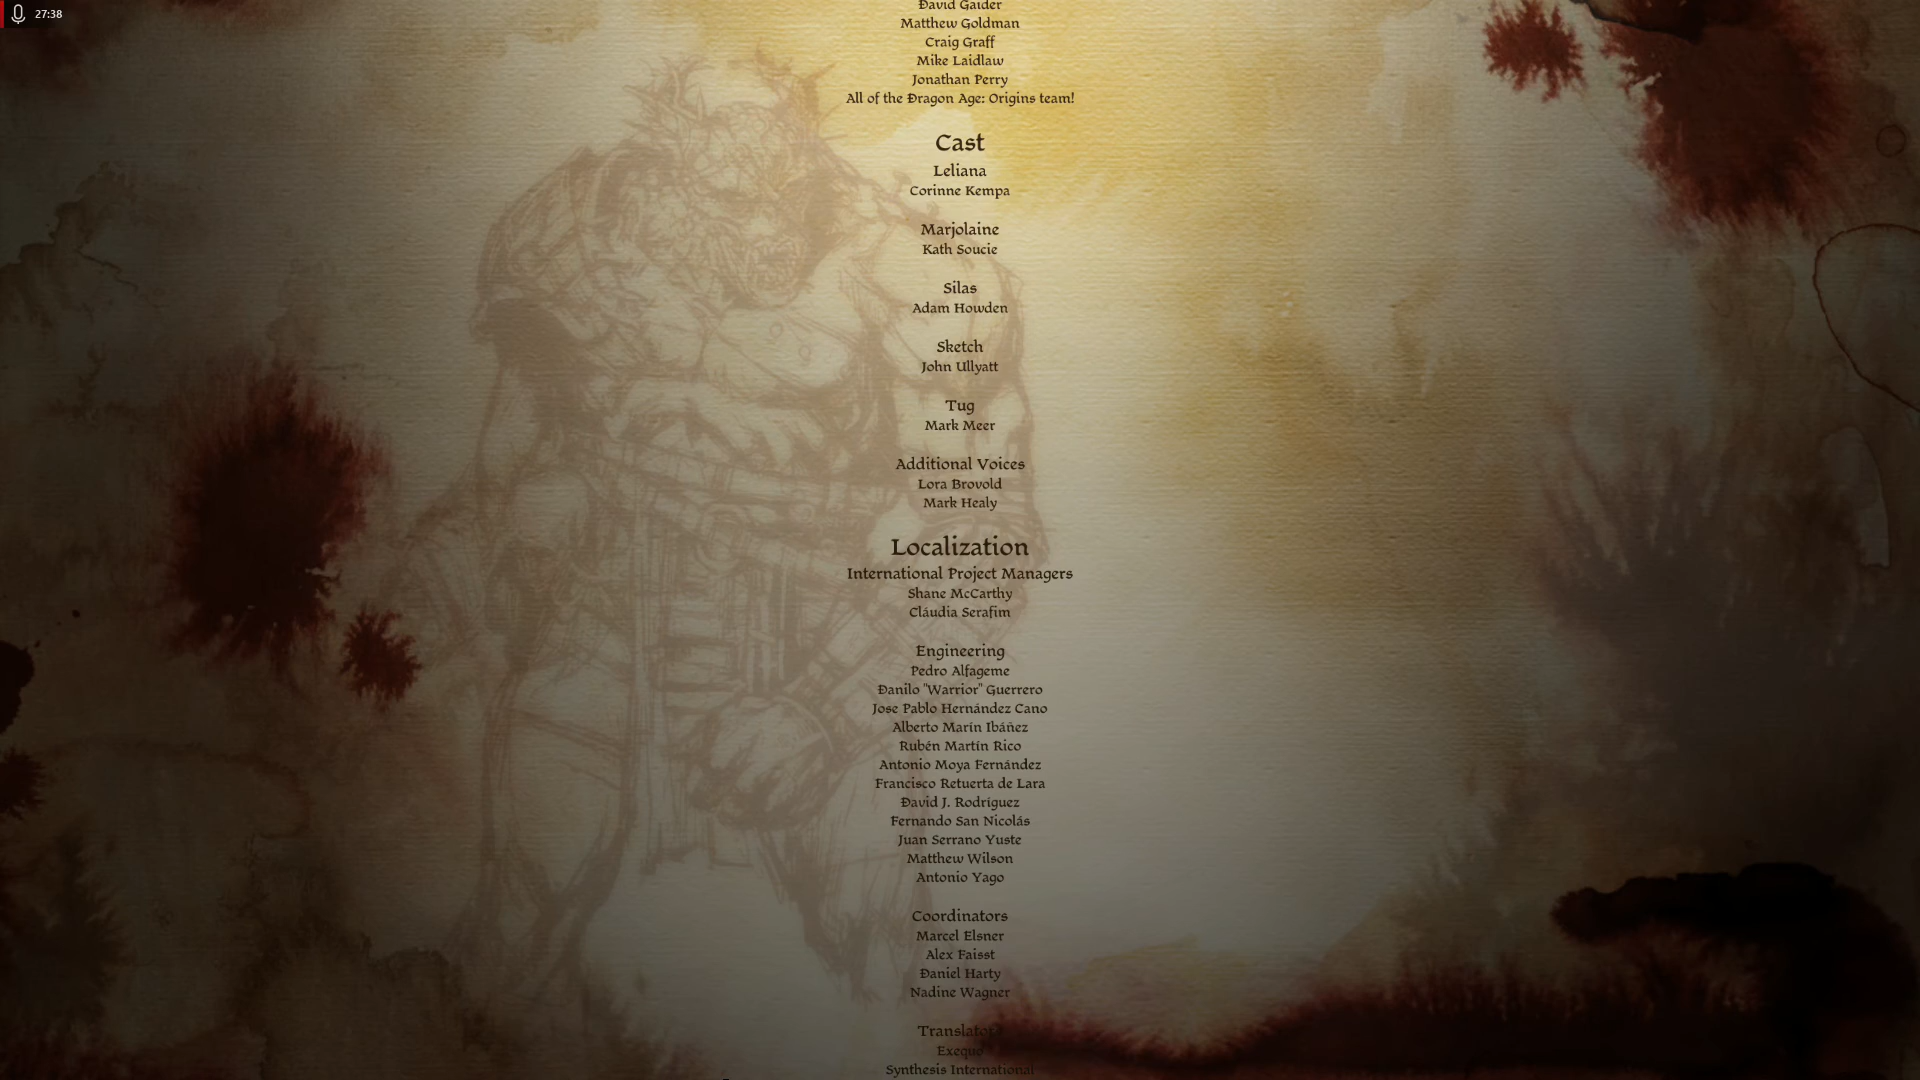 27:38
David Gaider
Matthew Goldman
Craig Graff
Mike Laidlaw
Jonathan Perry
All of the Dragon Age: Origins team!
Cast
Leliana
Corinne Kempa
Marjolaine
Kath Soucie
Silas
Adam Howden
Sketch
John Ullyatt
Tug
Mark Meer
Additional Voices
Lora Brovold
Mark Healy
Localization
International Project Managers
Shane McCarthy
Cláudia Serafim
Engineering
Pedro Alfageme
Danilo "Warrior" Guerrero
Jose Pablo Hernández Cano
Alberto Marín Ibáñez
Rubén Martín Rico
Antonio Moya Fernández
Francisco Retuerta de Lara
David J. Rodríguez
Fernando San Nicolás
Juan Serrano Yuste
Matthew Wilson
Antonio Yago
Coordinators
Marcel Elsner
Alex Faisst
Daniel Harty
Nadine Wagner
Translators
Exequo
Synthesis International